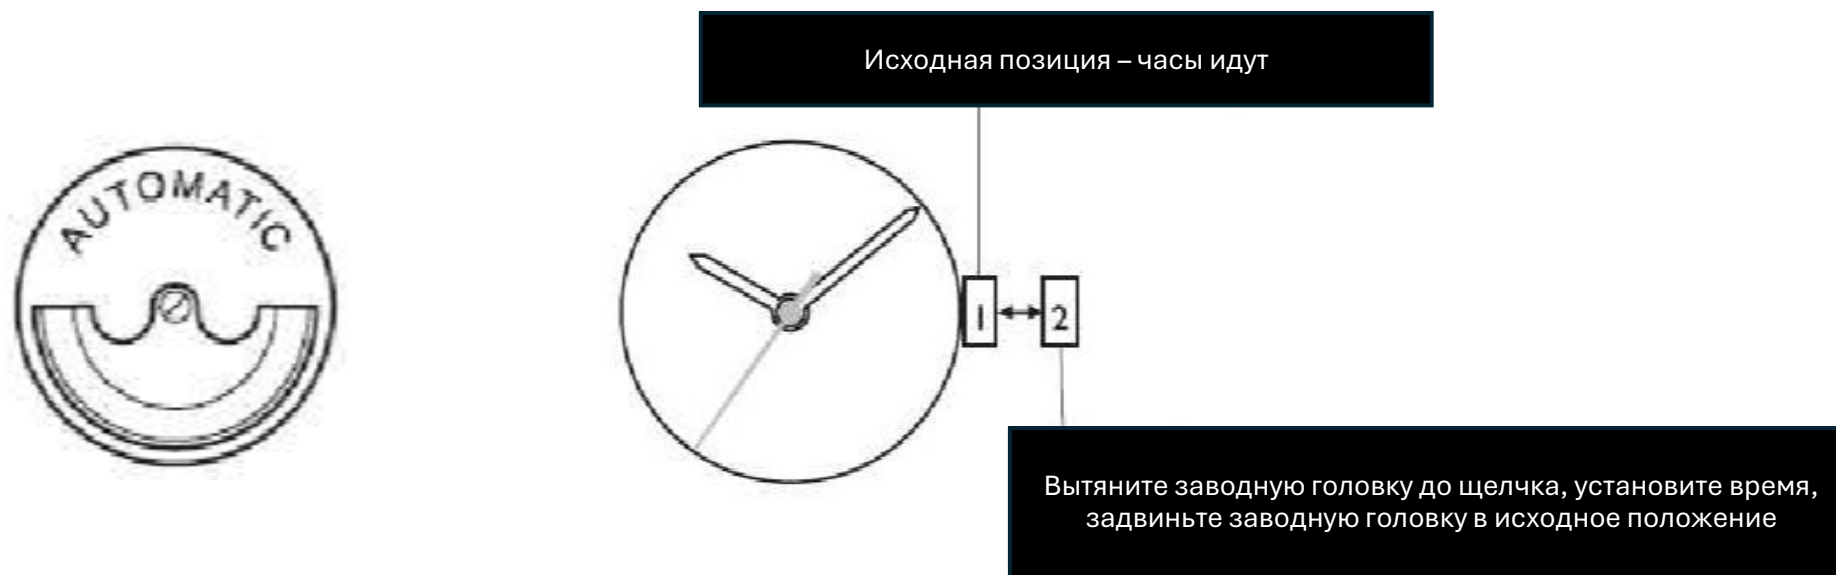 Исходная позиция – часы идут
AUTOMATIC
1
2
Вытяните заводную головку до щелчка, установите время,
задвиньте заводную головку в исходное положение